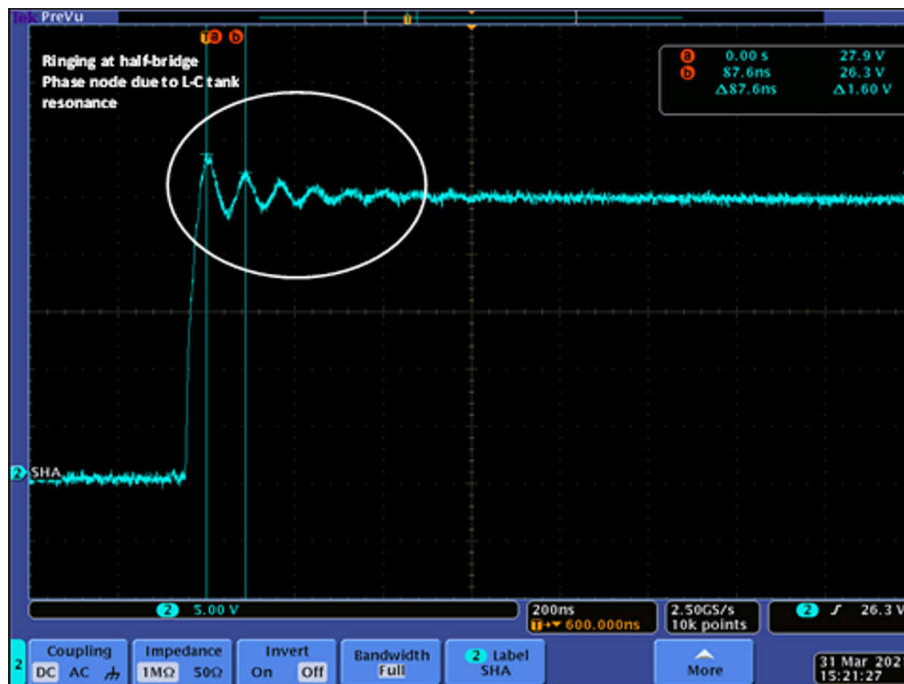 Tek PreVu
T a b
Ringing at half-bridge
Phase node due to L-C tank
resonance
a 0.00 s 27.9 V
b 87.6ns 26.3 V
Δ87.6ns Δ1.60 V
2 SHA
2 5.00 V
200ns
T→▼600.000ns
2.50GS/s
10k points
2 ∫ 26.3 V
2
Coupling
DC AC
Impedance
1MΩ 50Ω
Invert
On Off
Bandwidth
Full
2 Label
SHA
More
31 Mar 202
15:21:27